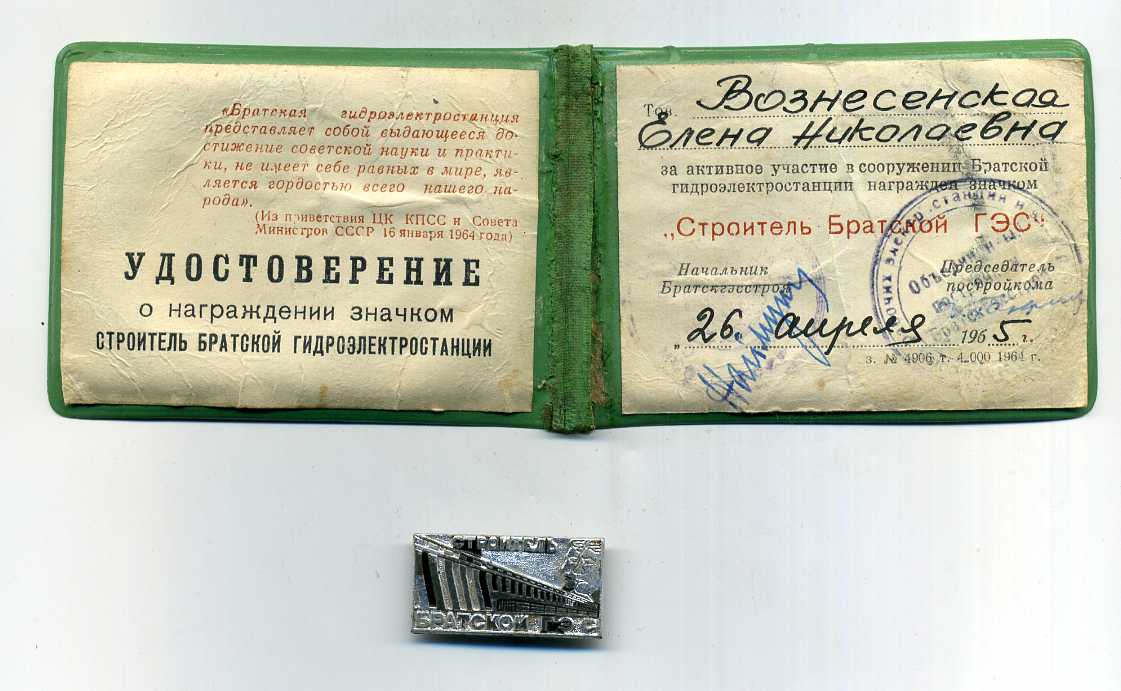 «Братская гидроэлектростанция
представляет собой выдающееся до-
стижение советской науки и практи-
ки, не имеет себе равных в мире, яв-
ляется гордостью всего нашего на-
рода».
(Из приветствия ЦК КПСС и Совета
Министров СССР 16 января 1964 года)
УДОСТОВЕРЕНИЕ
о награждении значком
СТРОИТЕЛЬ БРАТСКОЙ ГИДРОЭЛЕКТРОСТАНЦИИ
Тов. Вознесенская
Елена Николаевна
за активное участие в сооружении Братской
гидроэлектростанции награжден значком
„Строитель Братской ГЭС“
Начальник
Братскгэсстроя
Председатель
постройкома
„26 апреля 1965 г.
з. № 4906 т. 4.000 1964 г.
СТРОИТЕЛЬ
БРАТСКОЙ ГЭС